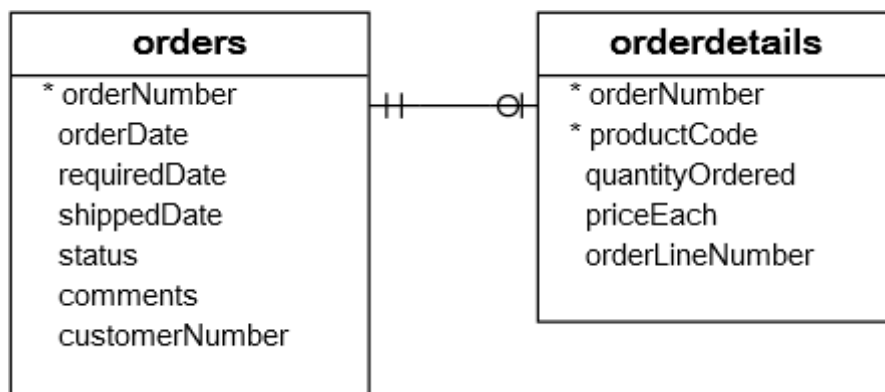 orders
* orderNumber
orderDate
requiredDate
shippedDate
status
comments
customerNumber
orderdetails
* orderNumber
* productCode
quantityOrdered
priceEach
orderLineNumber